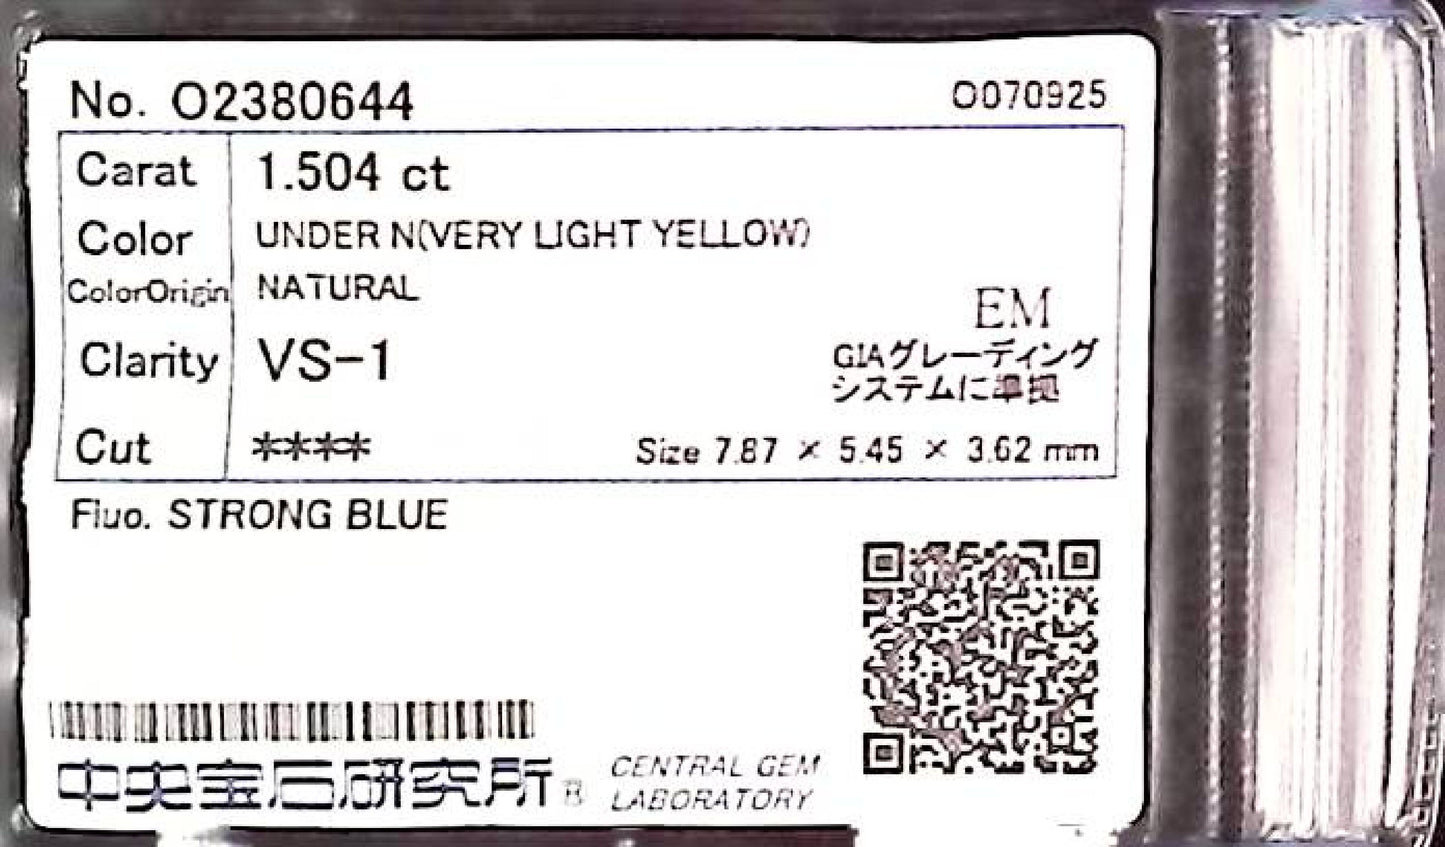 No. O2380644 O070925
Carat 1.504 ct
Color UNDER N(VERY LIGHT YELLOW)
ColorOrigin NATURAL
EM
Clarity VS-1
GIAグレーディング
システムに準拠
Cut **** Size 7.87 × 5.45 × 3.62 mm
Fluo. STRONG BLUE
中央宝石研究所® CENTRAL GEM
LABORATORY